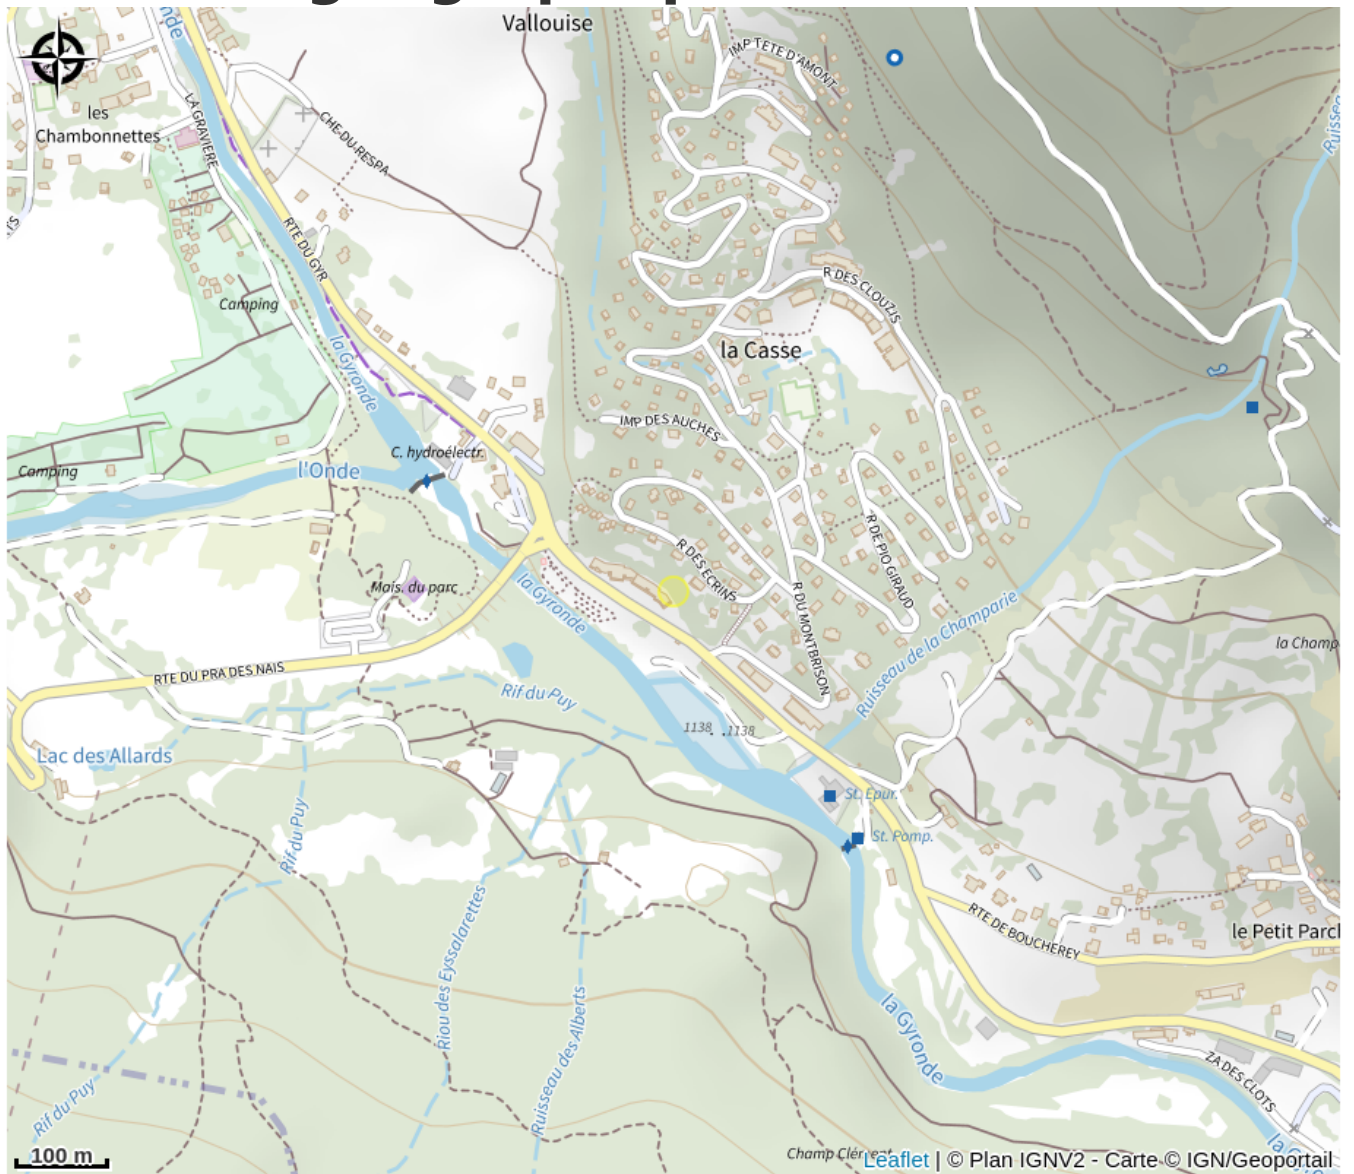 Vallouise
IMP TETE D'AMONT
les
Chambonnettes
LA GRAVIERE
CHE DU RESPA
RTE DU GYR
Camping
la Gyronde
R DES CLOUZIS
la Casse
IMP DES AUCHES
C. hydroélectr.
Camping
l'Onde
R DES ECRINS
R DE PIO GIRAUD
R DU MONTBRISON
Mais. du parc
la Gyronde
Ruisseau de la Champarie
la Champ
RTE DU PRA DES NAIS
Rif du Puy
1138
1138
Lac des Allards
Rif du Puy
St. Epur.
St. Pomp.
Riou des Eyssalarettes
RTE DE BOUCHEREY
le Petit Parc
la Gyronde
Ruisseau des Alberts
ZA DES CLOTS
Rif du Puy
100 m
Leaflet | © Plan IGNV2 - Carte © IGN/Geoportail